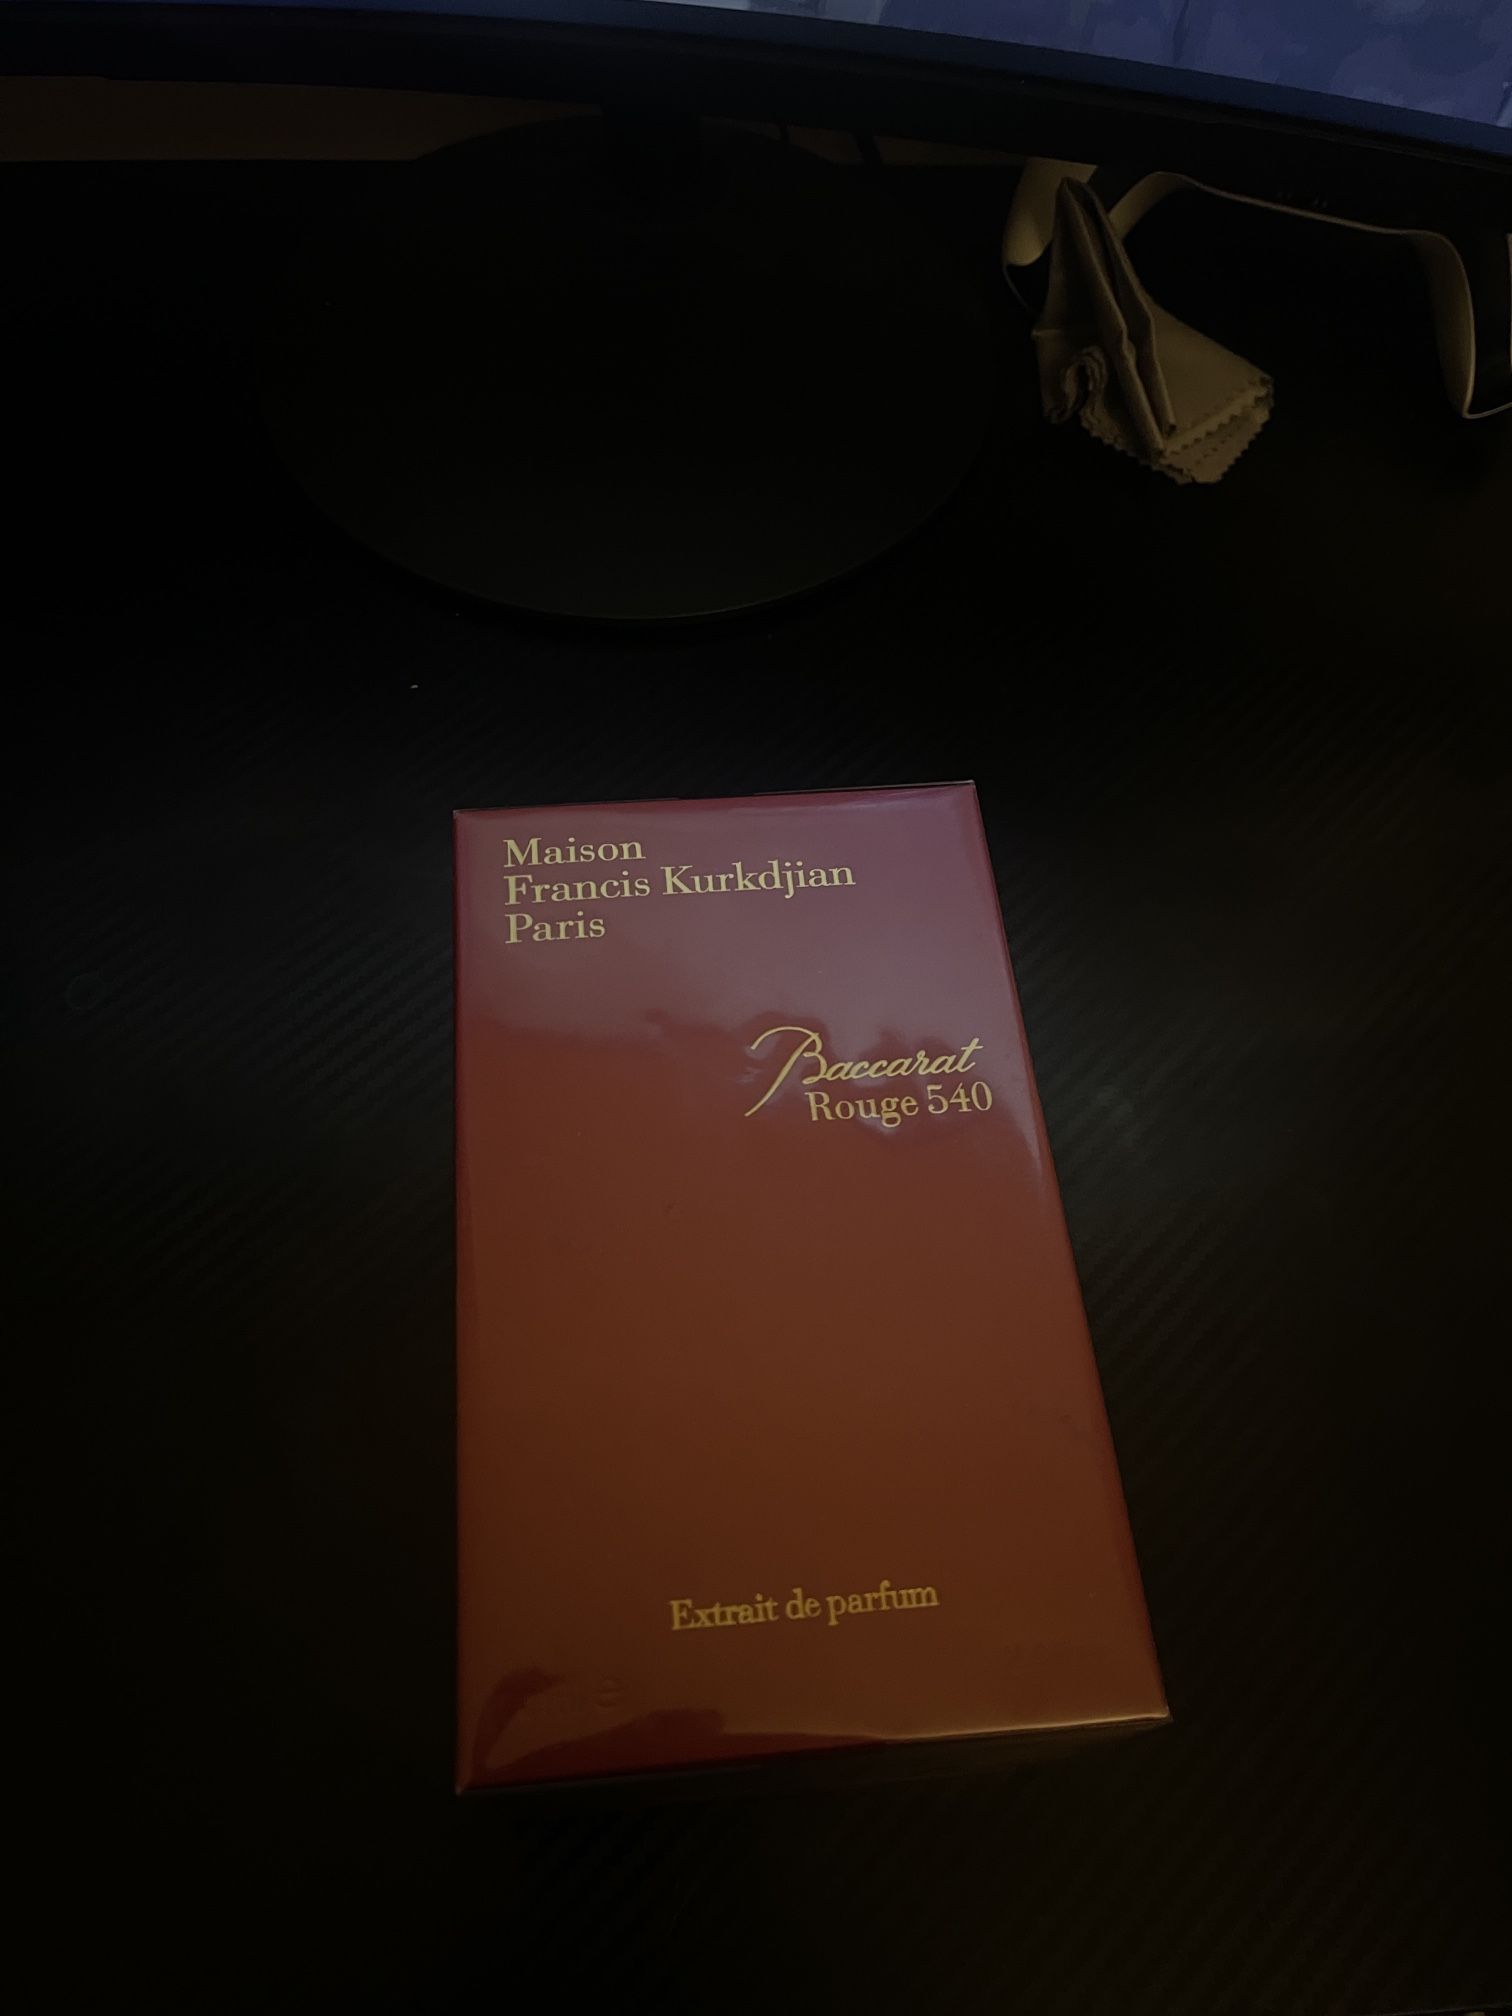 Maison
Francis Kurkdjian
Paris
Baccarat
Rouge 540
Extrait de parfum